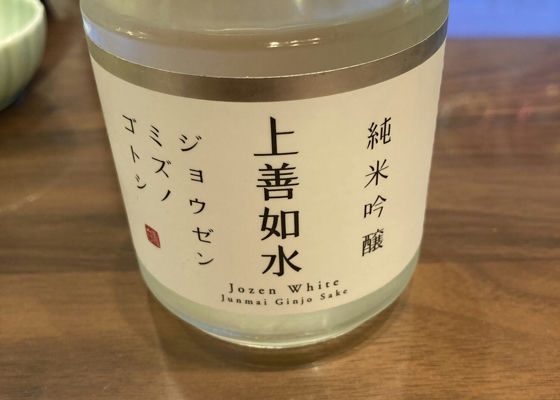 純米吟醸
上善如水
ジョウゼン
ミズノ
ゴトシ
Jozen White
Junmai Ginjo Sake